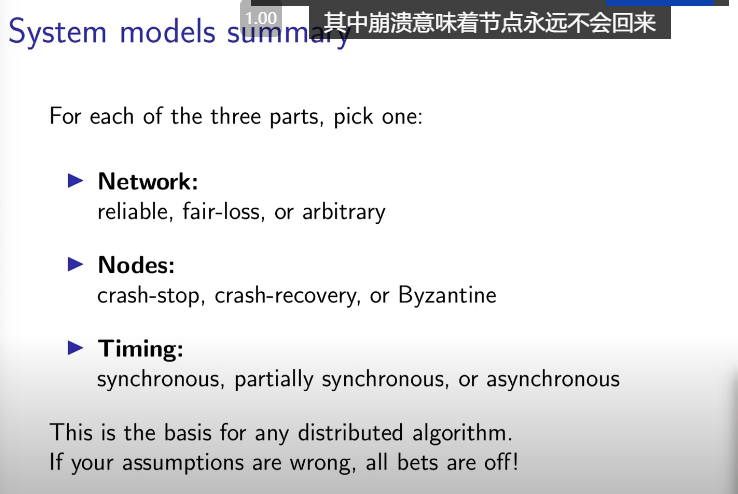 1.00
其中崩溃意味着节点永远不会回来
System models summary
For each of the three parts, pick one:
▶ Network:
reliable, fair-loss, or arbitrary
▶ Nodes:
crash-stop, crash-recovery, or Byzantine
▶ Timing:
synchronous, partially synchronous, or asynchronous
This is the basis for any distributed algorithm.
If your assumptions are wrong, all bets are off!